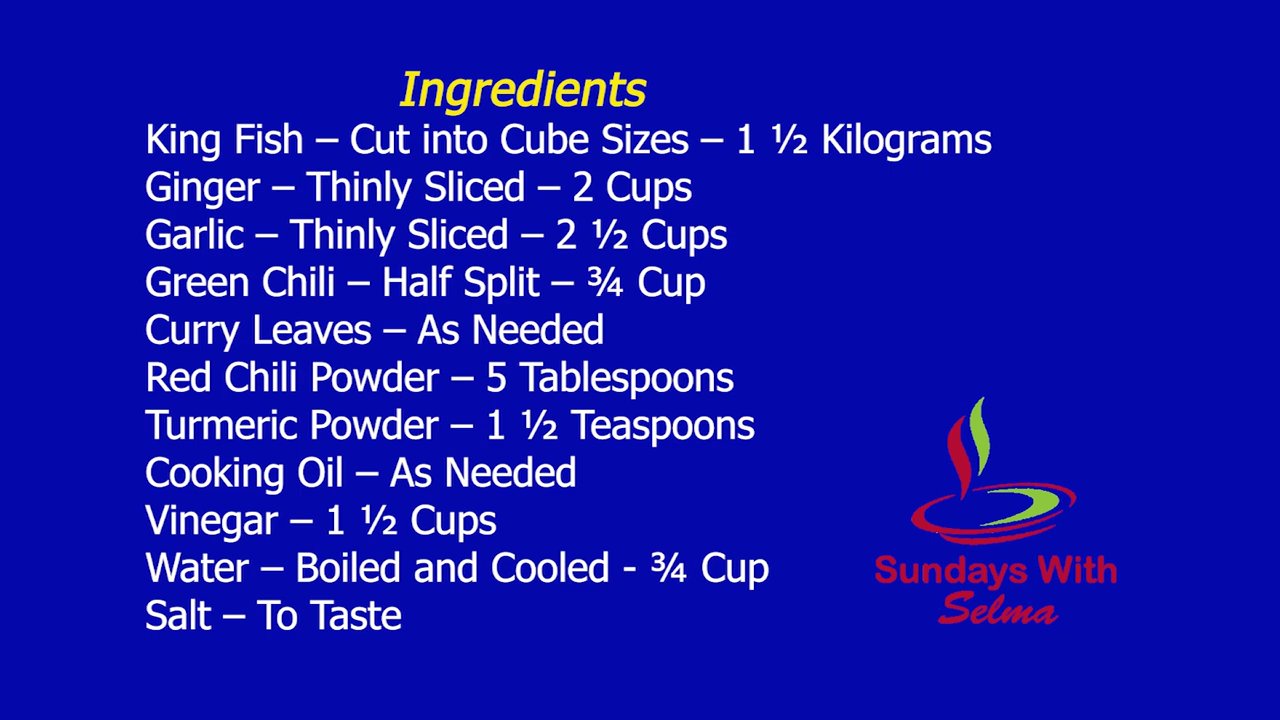 Ingredients
King Fish – Cut into Cube Sizes – 1 ½ Kilograms
Ginger – Thinly Sliced – 2 Cups
Garlic – Thinly Sliced – 2 ½ Cups
Green Chili – Half Split – ¾ Cup
Curry Leaves – As Needed
Red Chili Powder – 5 Tablespoons
Turmeric Powder – 1 ½ Teaspoons
Cooking Oil – As Needed
Vinegar – 1 ½ Cups
Water – Boiled and Cooled - ¾ Cup
Salt – To Taste
Sundays With
Selma